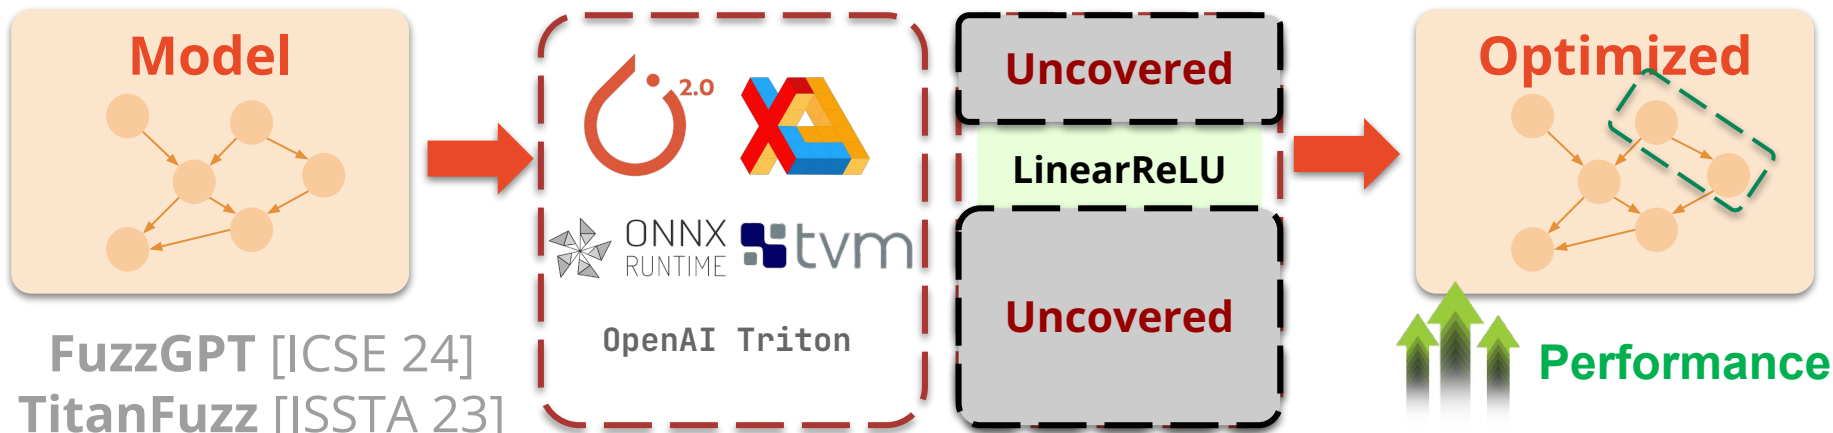 Model
FuzzGPT [ICSE 24]
TitanFuzz [ISSTA 23]
2.0
ONNX
RUNTIME
tvm
OpenAI Triton
Uncovered
LinearReLU
Uncovered
Optimized
Performance